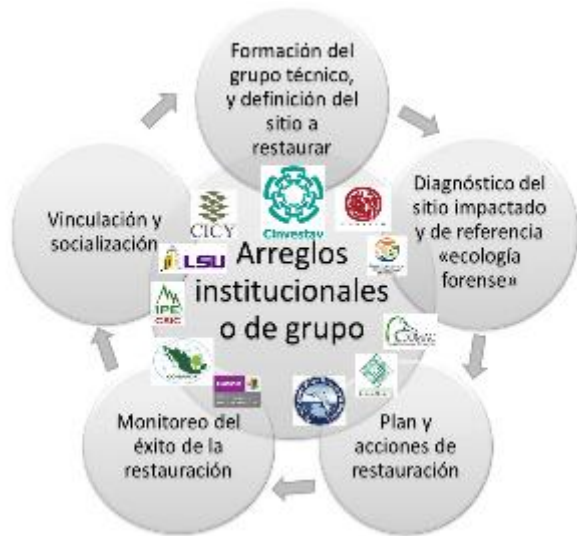 Formación del
grupo técnico,
y definición del
sitio a
restaurar
Diagnóstico del
sitio impactado
y de referencia
«ecología
forense»
Plan y
acciones de
restauración
Monitoreo del
éxito de la
restauración
Vinculación y
socialización
Arreglos
institucionales
o de grupo
CICY
Cinvestav
LSU
IPE
CSIC